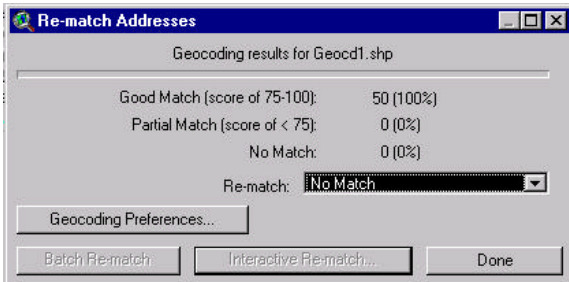 Re-match Addresses
Geocoding results for Geocd1.shp
Good Match (score of 75-100): 50 (100%)
Partial Match (score of < 75): 0 (0%)
No Match: 0 (0%)
Re-match: No Match
Geocoding Preferences...
Batch Re-match Interactive Re-match... Done